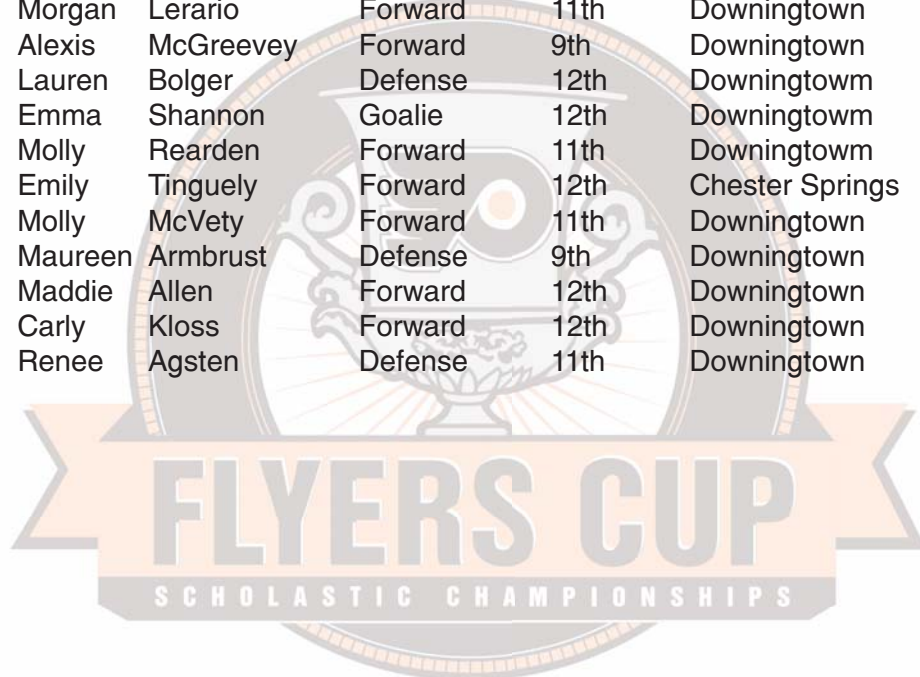 Morgan Lerario Forward 11th Downingtown
Alexis McGreevey Forward 9th Downingtown
Lauren Bolger Defense 12th Downingtowm
Emma Shannon Goalie 12th Downingtowm
Molly Rearden Forward 11th Downingtowm
Emily Tinguely Forward 12th Chester Springs
Molly McVety Forward 11th Downingtown
Maureen Armbrust Defense 9th Downingtown
Maddie Allen Forward 12th Downingtown
Carly Kloss Forward 12th Downingtown
Renee Agsten Defense 11th Downingtown
FLYERS CUP
SCHOLASTIC CHAMPIONSHIPS